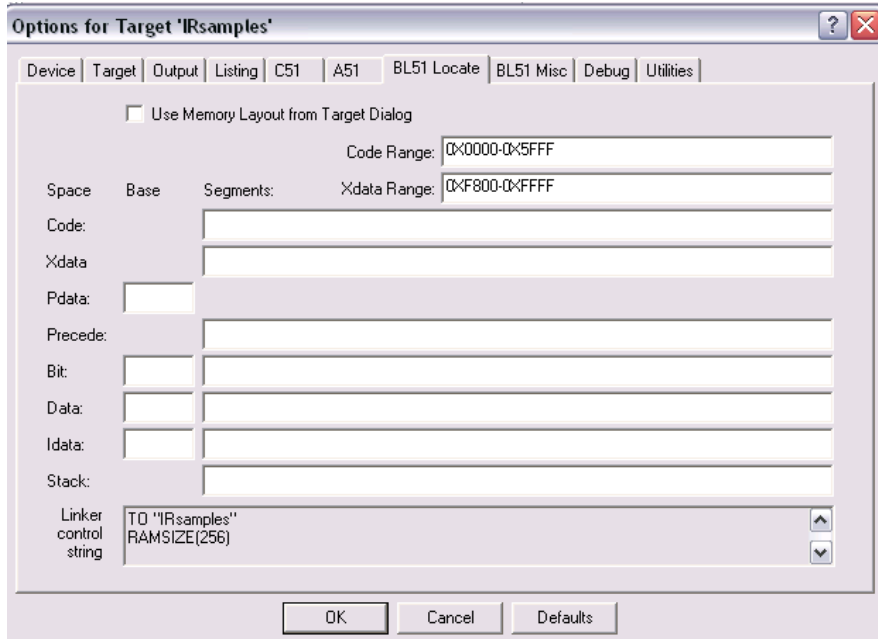 Options for Target 'IRsamples'
Device Target Output Listing C51 A51 BL51 Locate BL51 Misc Debug Utilities
Use Memory Layout from Target Dialog
Code Range: 0X0000-0X5FFF
Space Base Segments: Xdata Range: 0XF800-0XFFFF
Code:
Xdata
Pdata:
Precede:
Bit:
Data:
Idata:
Stack:
Linker control string
TO "IRsamples"
RAMSIZE(256)
OK Cancel Defaults